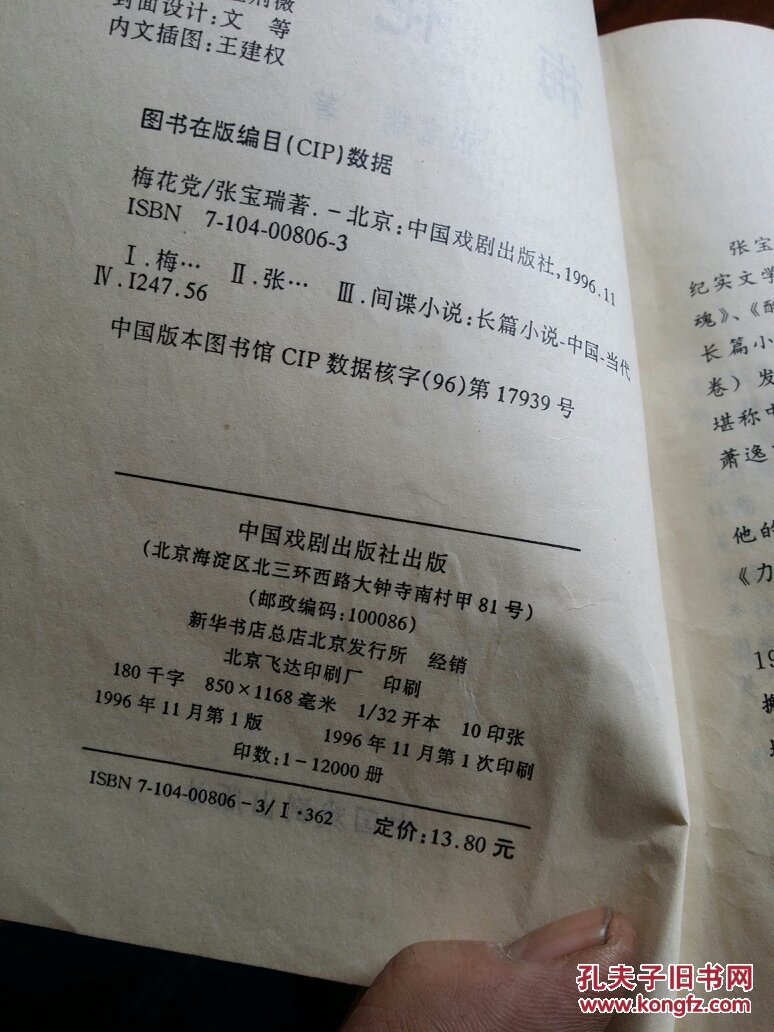 封面设计:文 等
内文插图:王建权
图书在版编目(CIP)数据
梅花党/张宝瑞著.-北京:中国戏剧出版社,1996.11
ISBN 7-104-00806-3
Ⅰ.梅… Ⅱ.张… Ⅲ.间谍小说:长篇小说-中国-当代
Ⅳ.I247.56
中国版本图书馆 CIP 数据核字(96)第 17939 号
中国戏剧出版社出版
(北京海淀区北三环西路大钟寺南村甲 81 号)
(邮政编码:100086)
新华书店总店北京发行所 经销
北京飞达印刷厂 印刷
180 千字 850×1168 毫米 1/32 开本 10 印张
1996 年 11 月第 1 版 1996 年 11 月第 1 次印刷
印数:1-12000 册
ISBN 7-104-00806-3/Ⅰ·362 定价:13.80 元
张宝
纪实文学
魂》、《醉
长篇小
卷)发
堪称中
萧逸
他的
《力
19
孔夫子旧书网
www.kongfz.com